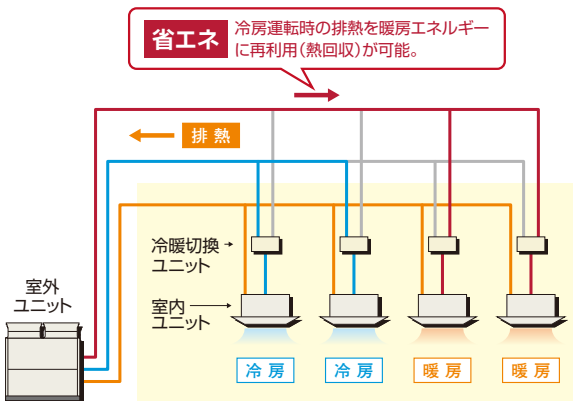 省エネ
冷房運転時の排熱を暖房エネルギー
に再利用(熱回収)が可能。
排熱
冷暖切換
ユニット
室外
ユニット
室内
ユニット
冷房
冷房
暖房
暖房